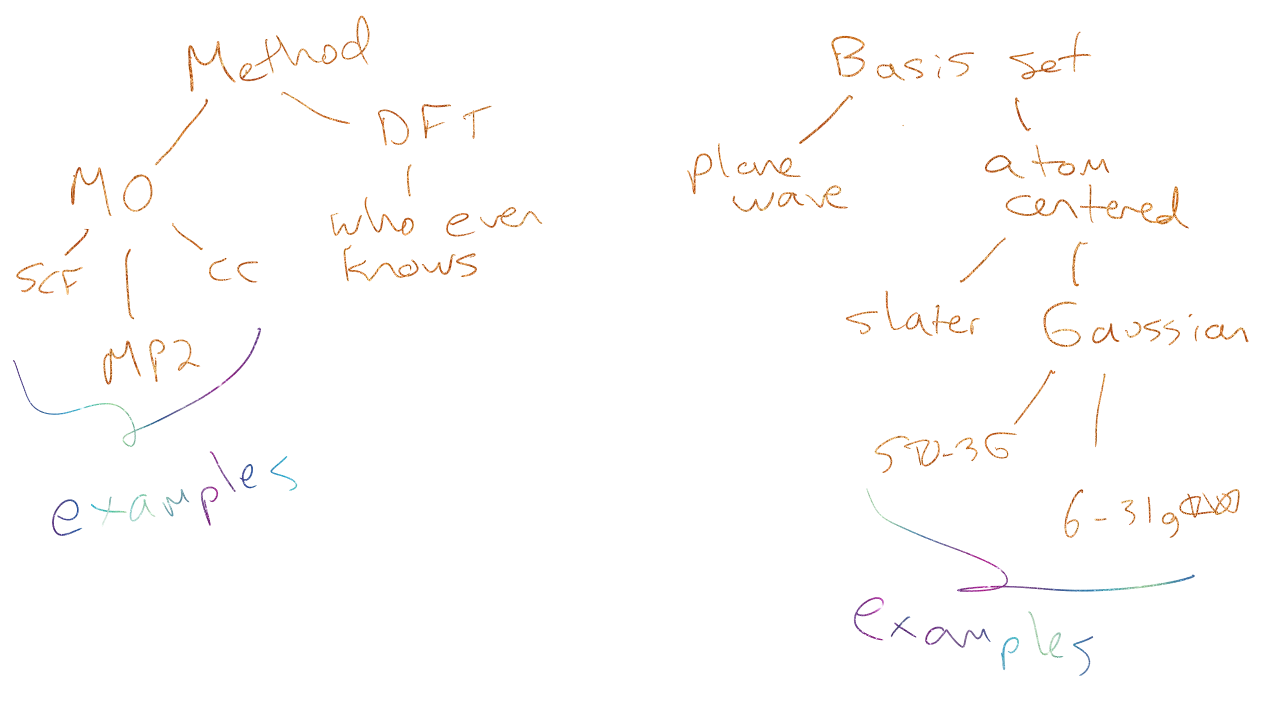 Method
MO
DFT
who even
knows
SCF
MP2
CC
examples
Basis set
plane
wave
atom
centered
slater
Gaussian
STO-3G
6-31g
examples